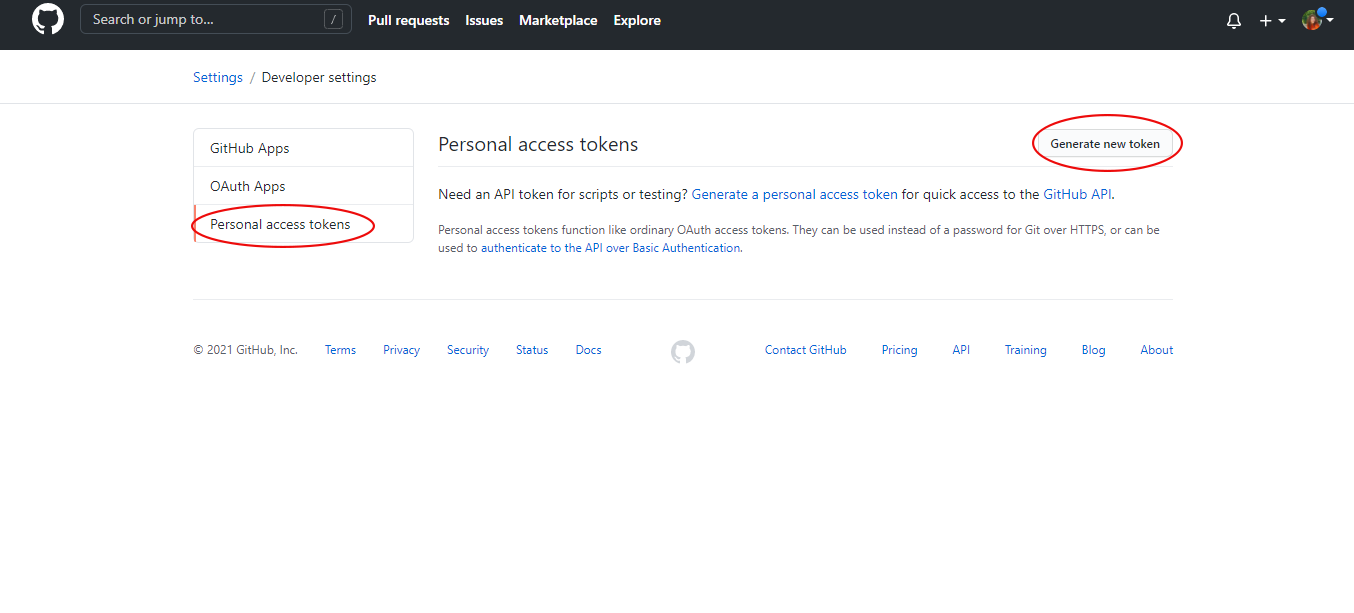 Search or jump to... /
Pull requests Issues Marketplace Explore
Settings / Developer settings
GitHub Apps
OAuth Apps
Personal access tokens
Personal access tokens
Generate new token
Need an API token for scripts or testing? Generate a personal access token for quick access to the GitHub API.
Personal access tokens function like ordinary OAuth access tokens. They can be used instead of a password for Git over HTTPS, or can be
used to authenticate to the API over Basic Authentication.
© 2021 GitHub, Inc. Terms Privacy Security Status Docs Contact GitHub Pricing API Training Blog About